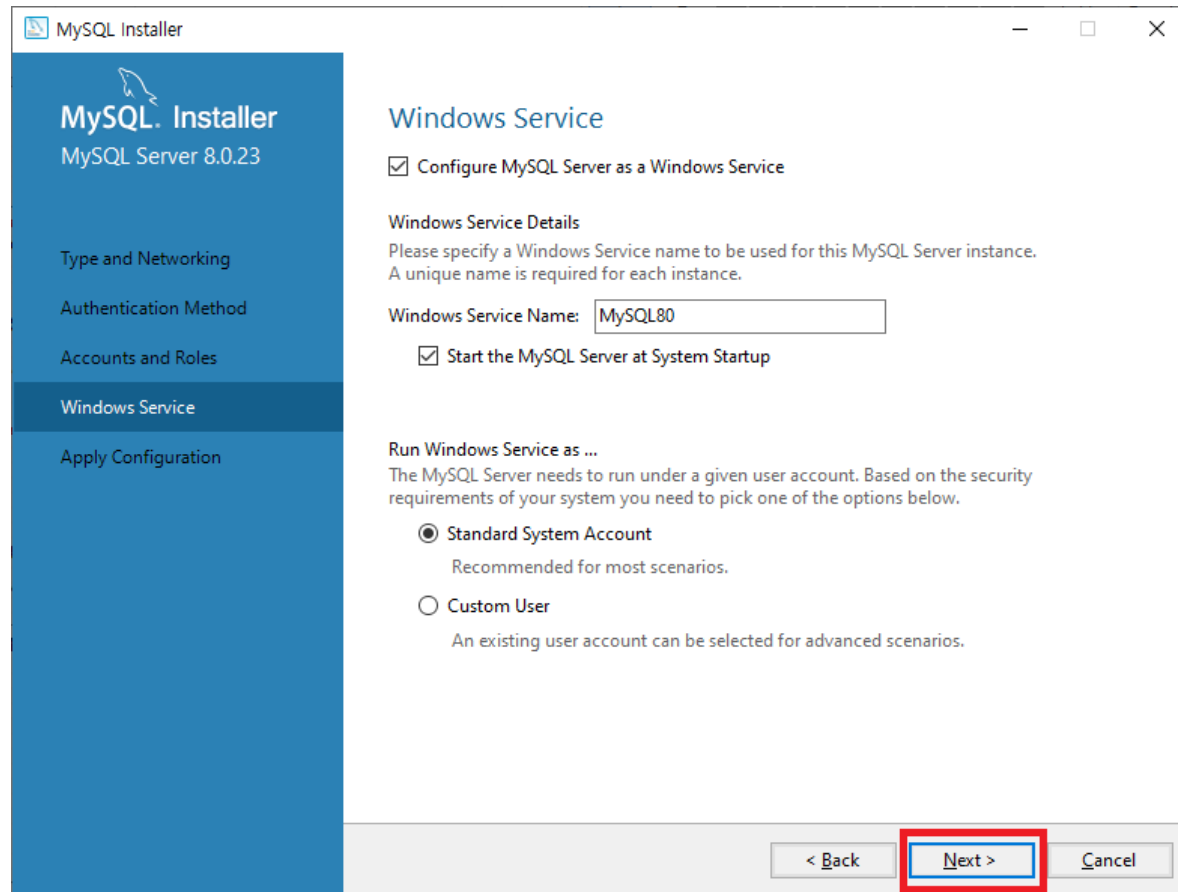 MySQL Installer
MySQL. Installer
MySQL Server 8.0.23
Type and Networking
Authentication Method
Accounts and Roles
Windows Service
Apply Configuration
Windows Service
Configure MySQL Server as a Windows Service
Windows Service Details
Please specify a Windows Service name to be used for this MySQL Server instance.
A unique name is required for each instance.
Windows Service Name: MySQL80
Start the MySQL Server at System Startup
Run Windows Service as ...
The MySQL Server needs to run under a given user account. Based on the security
requirements of your system you need to pick one of the options below.
Standard System Account
Recommended for most scenarios.
Custom User
An existing user account can be selected for advanced scenarios.
< Back
Next >
Cancel